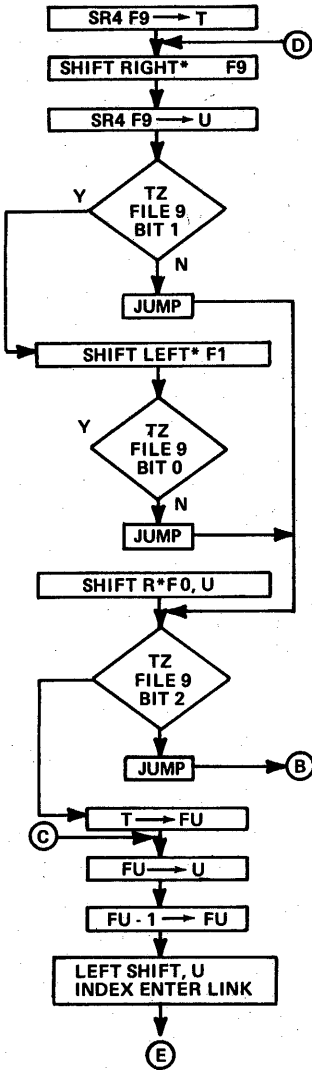 SR4 F9 → T
D
SHIFT RIGHT* F9
SR4 F9 → U
Y
TZ
FILE 9
BIT 1
N
JUMP
SHIFT LEFT* F1
Y
TZ
FILE 9
BIT 0
N
JUMP
SHIFT R*F0, U
TZ
FILE 9
BIT 2
JUMP
B
T → FU
C
FU → U
FU - 1 → FU
LEFT SHIFT, U
INDEX ENTER LINK
E